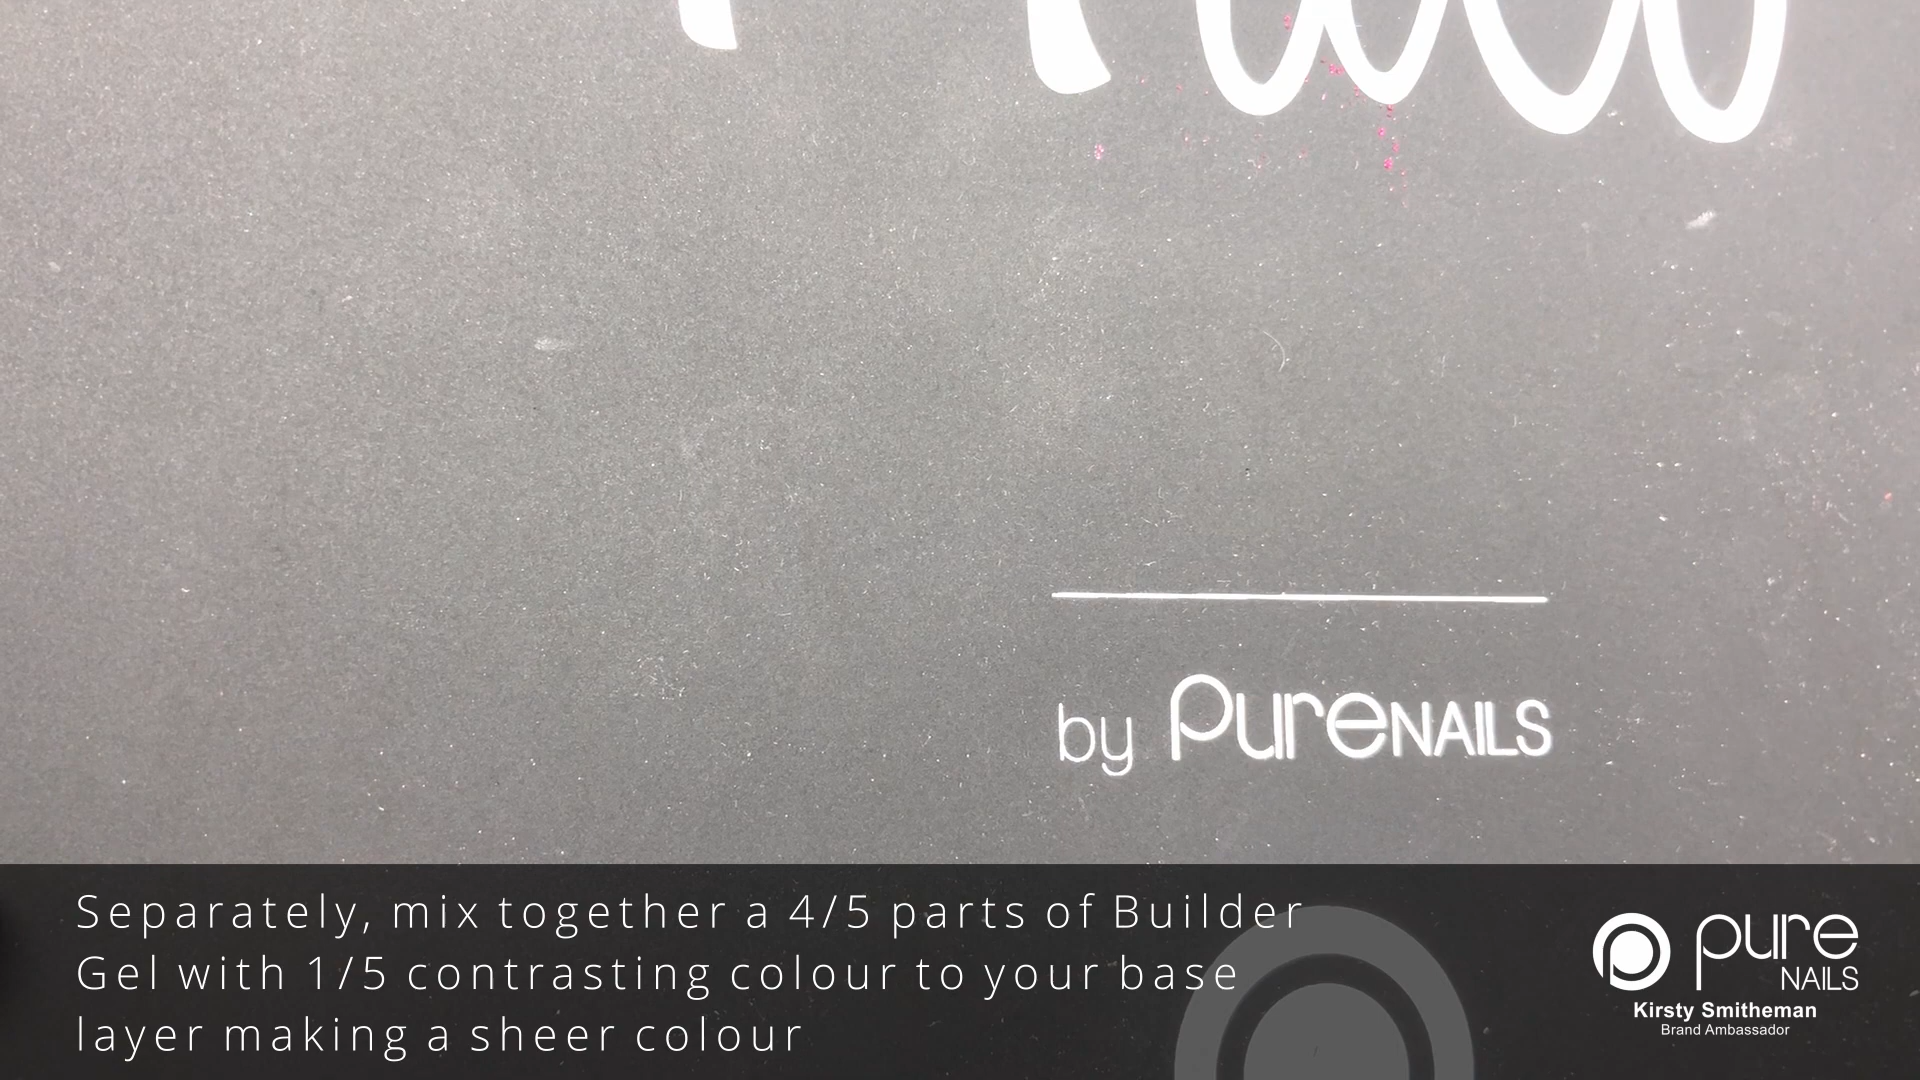 by PureNAILS
Separately, mix together a 4/5 parts of Builder
Gel with 1/5 contrasting colour to your base
layer making a sheer colour
pure
NAILS
Kirsty Smitheman
Brand Ambassador